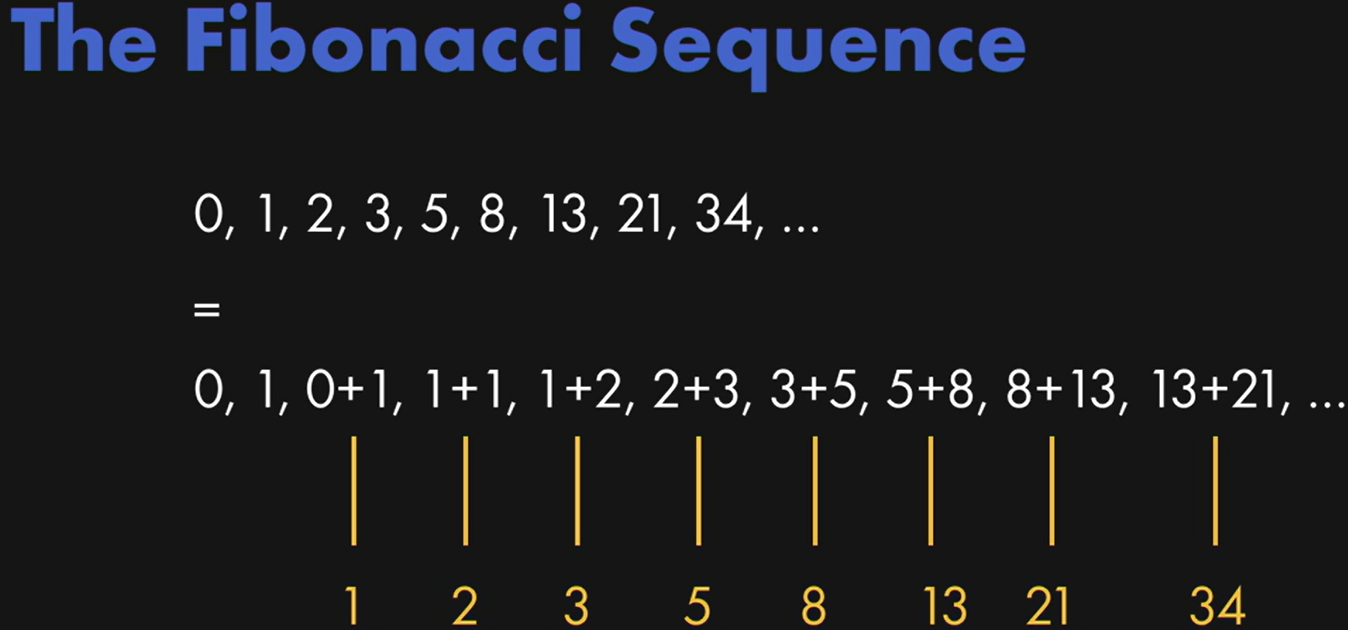 The Fibonacci Sequence
0, 1, 2, 3, 5, 8, 13, 21, 34, ...
=
0, 1, 0+1, 1+1, 1+2, 2+3, 3+5, 5+8, 8+13, 13+21, ...
1 2 3 5 8 13 21 34